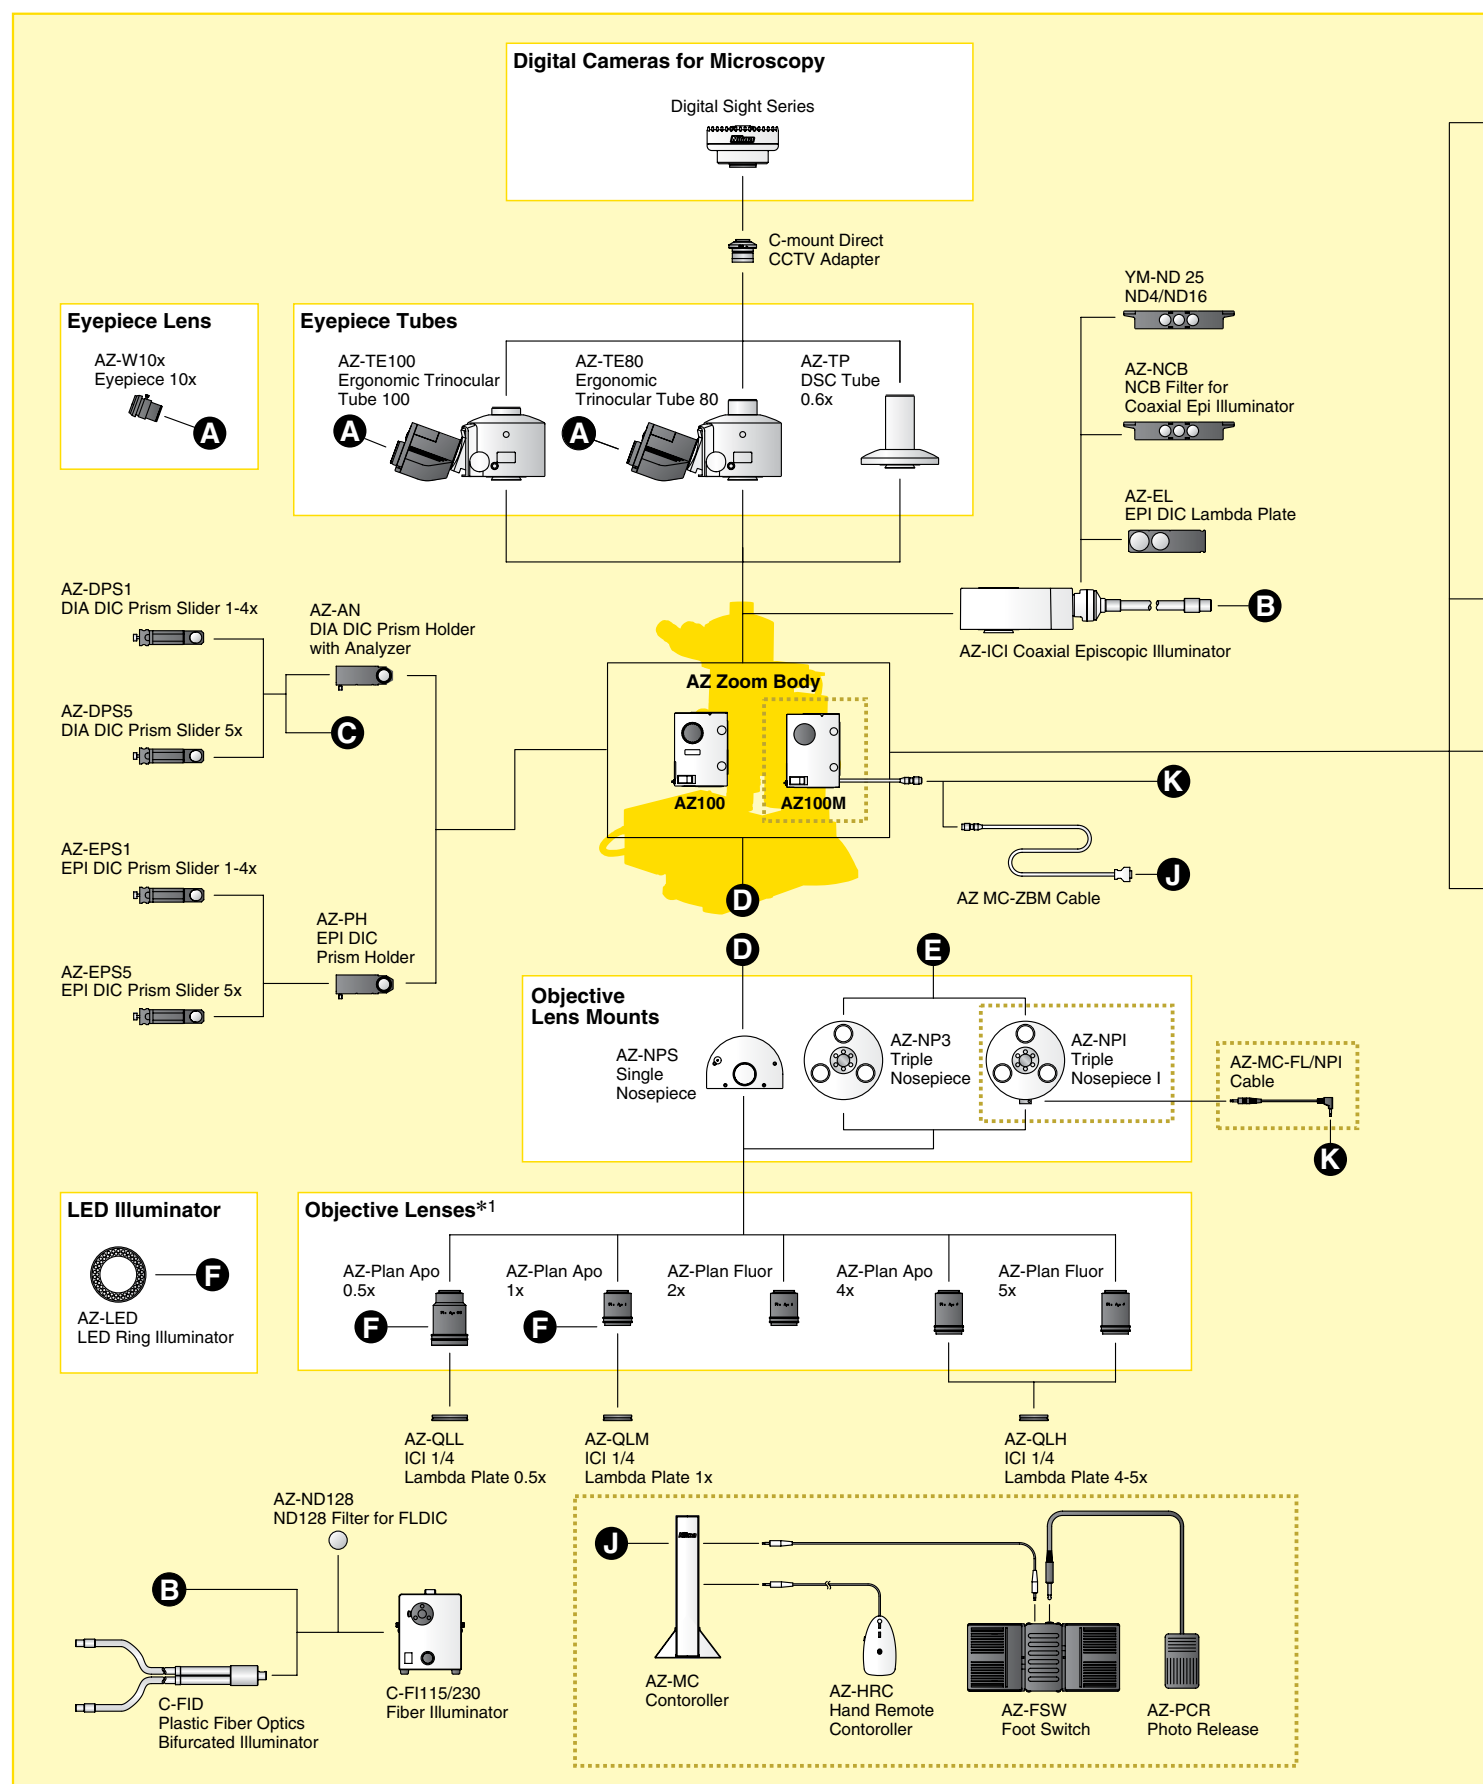 Digital Cameras for Microscopy
Digital Sight Series
Nikon
C-mount Direct
CCTV Adapter
YM-ND 25
ND4/ND16
AZ-NCB
NCB Filter for
Coaxial Epi Illuminator
AZ-EL
EPI DIC Lambda Plate
B
AZ-ICI Coaxial Episcopic Illuminator
Eyepiece Lens
AZ-W10x
Eyepiece 10x
A
Eyepiece Tubes
AZ-TE100
Ergonomic Trinocular
Tube 100
A
AZ-TE80
Ergonomic
Trinocular Tube 80
A
AZ-TP
DSC Tube
0.6x
AZ-DPS1
DIA DIC Prism Slider 1-4x
AZ-AN
DIA DIC Prism Holder
with Analyzer
AZ-DPS5
DIA DIC Prism Slider 5x
C
AZ Zoom Body
AZ100
AZ100M
K
J
AZ MC-ZBM Cable
D
AZ-EPS1
EPI DIC Prism Slider 1-4x
AZ-PH
EPI DIC
Prism Holder
AZ-EPS5
EPI DIC Prism Slider 5x
D
E
Objective
Lens Mounts
AZ-NPS
Single
Nosepiece
AZ-NP3
Triple
Nosepiece
AZ-NPI
Triple
Nosepiece I
AZ-MC-FL/NPI
Cable
K
LED Illuminator
F
AZ-LED
LED Ring Illuminator
Objective Lenses*1
AZ-Plan Apo
0.5x
F
AZ-Plan Apo
1x
F
AZ-Plan Fluor
2x
AZ-Plan Apo
4x
AZ-Plan Fluor
5x
AZ-QLL
ICI 1/4
Lambda Plate 0.5x
AZ-QLM
ICI 1/4
Lambda Plate 1x
AZ-QLH
ICI 1/4
Lambda Plate 4-5x
AZ-ND128
ND128 Filter for FLDIC
B
C-FI115/230
Fiber Illuminator
C-FID
Plastic Fiber Optics
Bifurcated Illuminator
J
Nikon
AZ-MC
Contoroller
AZ-HRC
Hand Remote
Contoroller
AZ-FSW
Foot Switch
AZ-PCR
Photo Release